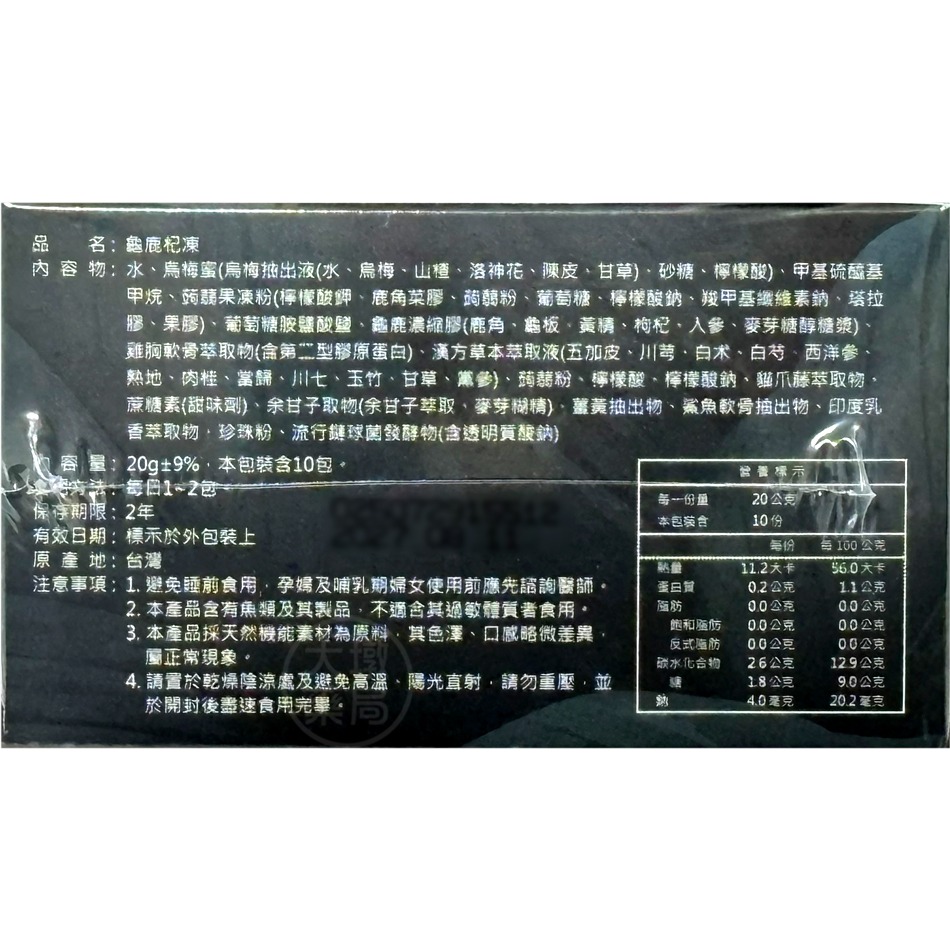 品名：龜鹿杞凍
內容物：水、烏梅蜜(烏梅抽出液(水、烏梅、山楂、洛神花、陳皮、甘草)、砂糖、檸檬酸)、甲基硫醯基
甲烷、蒟蒻果凍粉(檸檬酸鉀、鹿角菜膠、蒟蒻粉、葡萄糖、檸檬酸鈉、羧甲基纖維素鈉、塔拉
膠、果膠)、葡萄糖胺鹽酸鹽、龜鹿濃縮膠(鹿角、龜板、黃精、枸杞、人參、麥芽糖醇糖漿)、
雞胸軟骨萃取物(含第二型膠原蛋白)、漢方草本萃取液(五加皮、川芎、白朮、白芍、西洋參、
熟地、肉桂、當歸、川七、玉竹、甘草、黨參)、蒟蒻粉、檸檬酸、檸檬酸鈉、貓爪藤萃取物、
蔗糖素(甜味劑)、余甘子取物(余甘子萃取、麥芽糊精)、薑黃抽出物、鯊魚軟骨抽出物、印度乳
香萃取物、珍珠粉、流行鏈球菌發酵物(含透明質酸鈉)
內容量：20g±9%，本包裝含10包。
方法：每日1~2包
保存期限：2年
有效日期：標示於外包裝上
原產地：台灣
注意事項：1. 避免睡前食用，孕婦及哺乳期婦女使用前應先諮詢醫師。
2. 本產品含有魚類及其製品，不適合其過敏體質者食用。
3. 本產品採天然機能素材為原料，其色澤、口感略微差異，
屬正常現象。
4. 請置於乾燥陰涼處及避免高溫、陽光直射，請勿重壓，並
於開封後盡速食用完畢。
大墩
藥局
營養標示
每一份量 20公克
本包裝含 10份
每份 每100公克
熱量 11.2大卡 56.0大卡
蛋白質 0.2公克 1.1公克
脂肪 0.0公克 0.0公克
飽和脂肪 0.0公克 0.0公克
反式脂肪 0.0公克 0.0公克
碳水化合物 2.6公克 12.9公克
糖 1.8公克 9.0公克
鈉 4.0毫克 20.2毫克